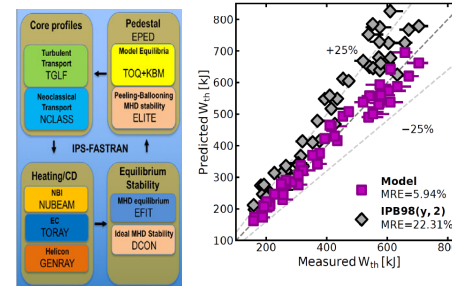 Core profiles
Turbulent
Transport
TGLF
Neoclassical
Transport
NCLASS
Pedestal
EPED
Model Equilibria
TOQ+KBM
Peeling-Ballooning
MHD stability
ELITE
IPS-FASTRAN
Heating/CD
NBI
NUBEAM
EC
TORAY
Helicon
GENRAY
Equilibrium
Stability
MHD equilibrium
EFIT
Ideal MHD Stability
DCON
Predicted Wth [kJ]
800
700
600
500
400
300
200
100
+25%
−25%
Model
MRE=5.94%
IPB98(y, 2)
MRE=22.31%
200
400
600
80
Measured Wth [kJ]